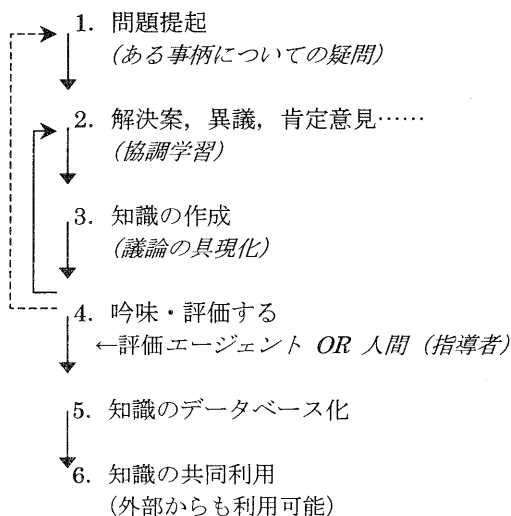 1. 問題提起
(ある事柄についての疑問)
2. 解決案，異議，肯定意見……
(協調学習)
3. 知識の作成
(議論の具現化)
4. 吟味・評価する
←評価エージェント OR 人間（指導者）
5. 知識のデータベース化
6. 知識の共同利用
(外部からも利用可能)